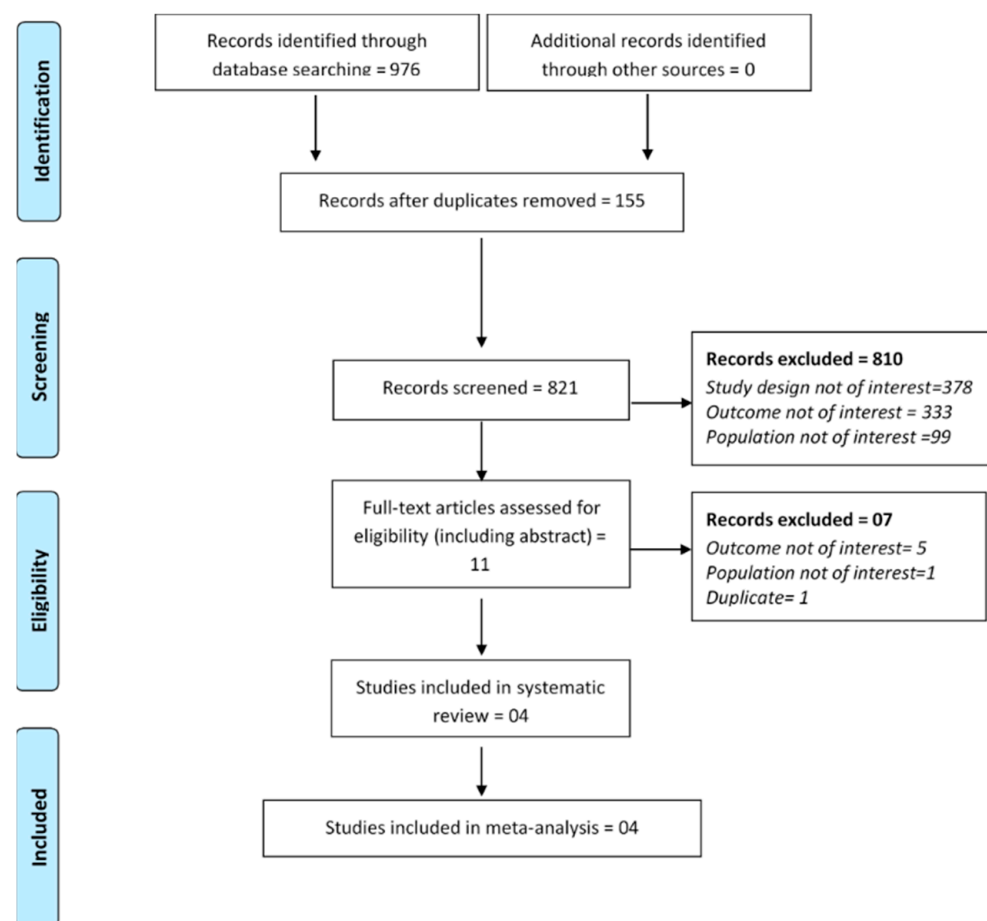 Identification
Records identified through
database searching = 976
Additional records identified
through other sources = 0
Records after duplicates removed = 155
Screening
Records screened = 821
Records excluded = 810
Study design not of interest=378
Outcome not of interest = 333
Population not of interest =99
Eligibility
Full-text articles assessed for
eligibility (including abstract) =
11
Records excluded = 07
Outcome not of interest= 5
Population not of interest=1
Duplicate= 1
Studies included in systematic
review = 04
Included
Studies included in meta-analysis = 04